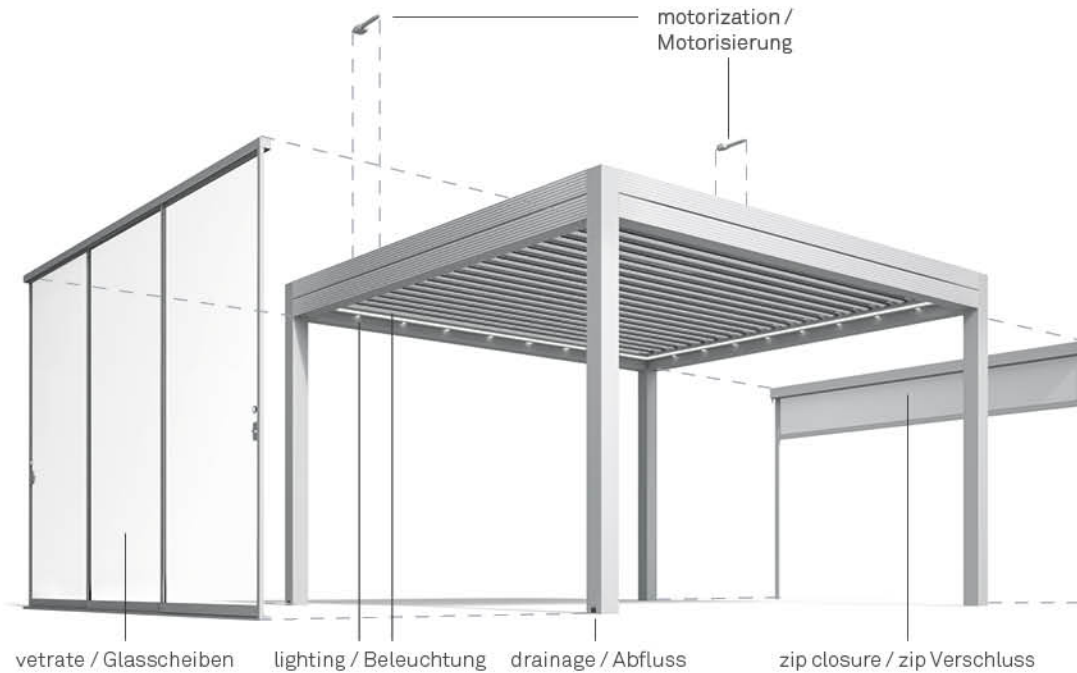 motorization /
Motorisierung
vetrate / Glasscheiben
lighting / Beleuchtung
drainage / Abfluss
zip closure / zip Verschluss